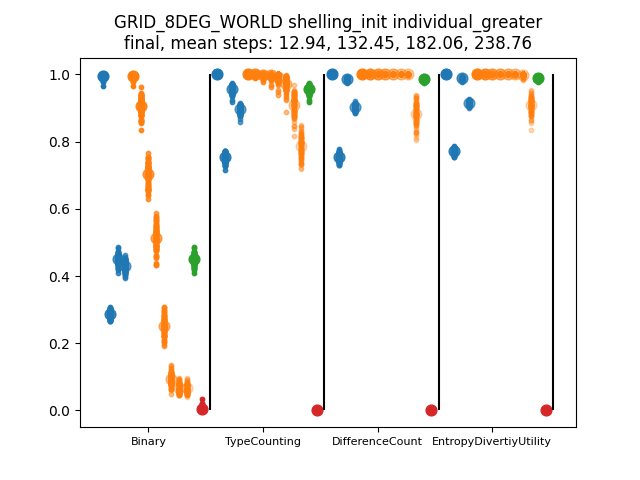 GRID_8DEG_WORLD shelling_init individual_greater
final, mean steps: 12.94, 132.45, 182.06, 238.76
1.0
0.8
0.6
0.4
0.2
0.0
Binary TypeCounting DifferenceCount EntropyDivertiyUtility